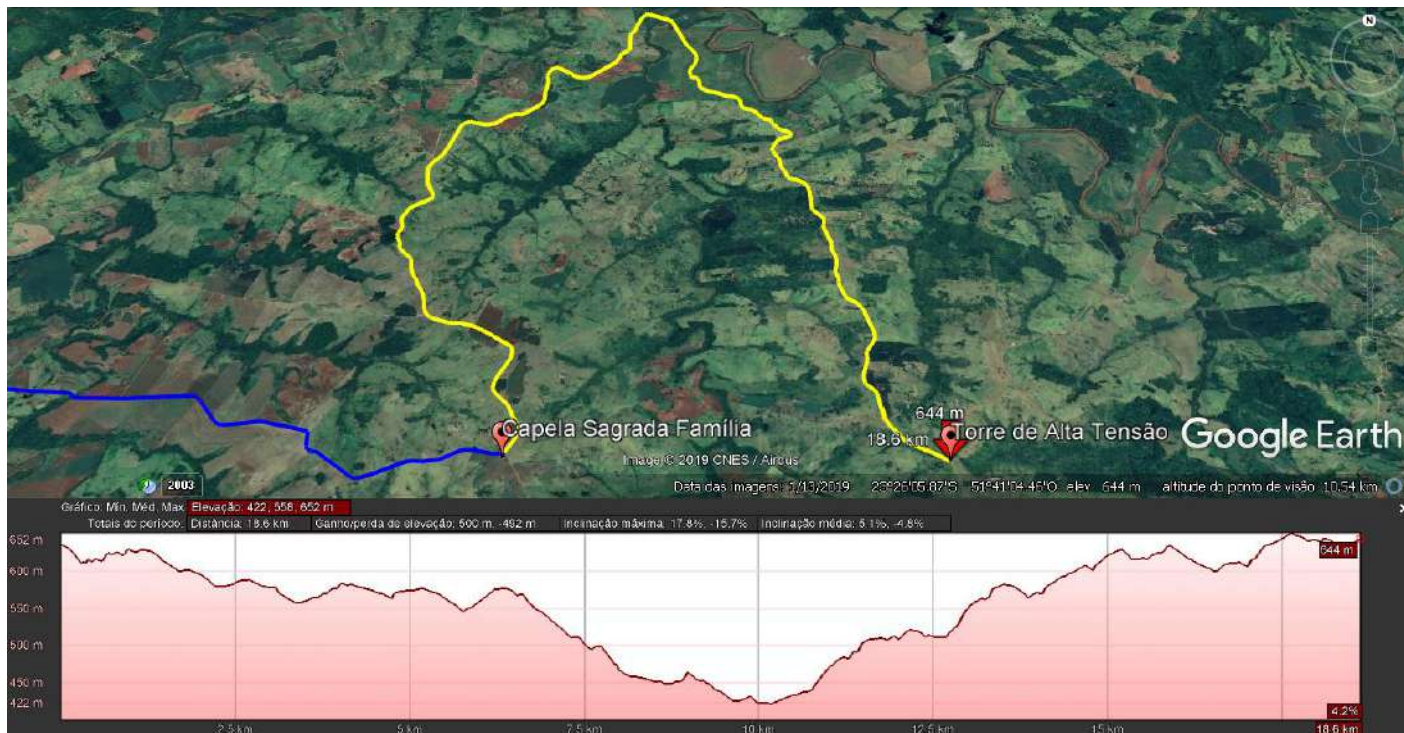 N
Capela Sagrada Família
644 m
18.6 km
Torre de Alta Tensão
Google Earth
Image © 2019 CNES / Airbus
2003
Data das imagens: 1/13/2019 51°41'04.46"O elev 644 m altitude do ponto de visão 10.54 km
Gráfico: Mín, Méd, Máx Elevação: 422, 558, 652 m
Totais do período: Distância: 18.6 km Ganho/perda de elevação: 500 m, -492 m Inclinação máxima: 17.8%, -15.7% Inclinação média: 5.1%, -4.8%
652 m
644 m
600 m
550 m
500 m
450 m
422 m
4.2%
2.5 km 5 km 7.5 km 10 km 12.5 km 15 km 18.6 km